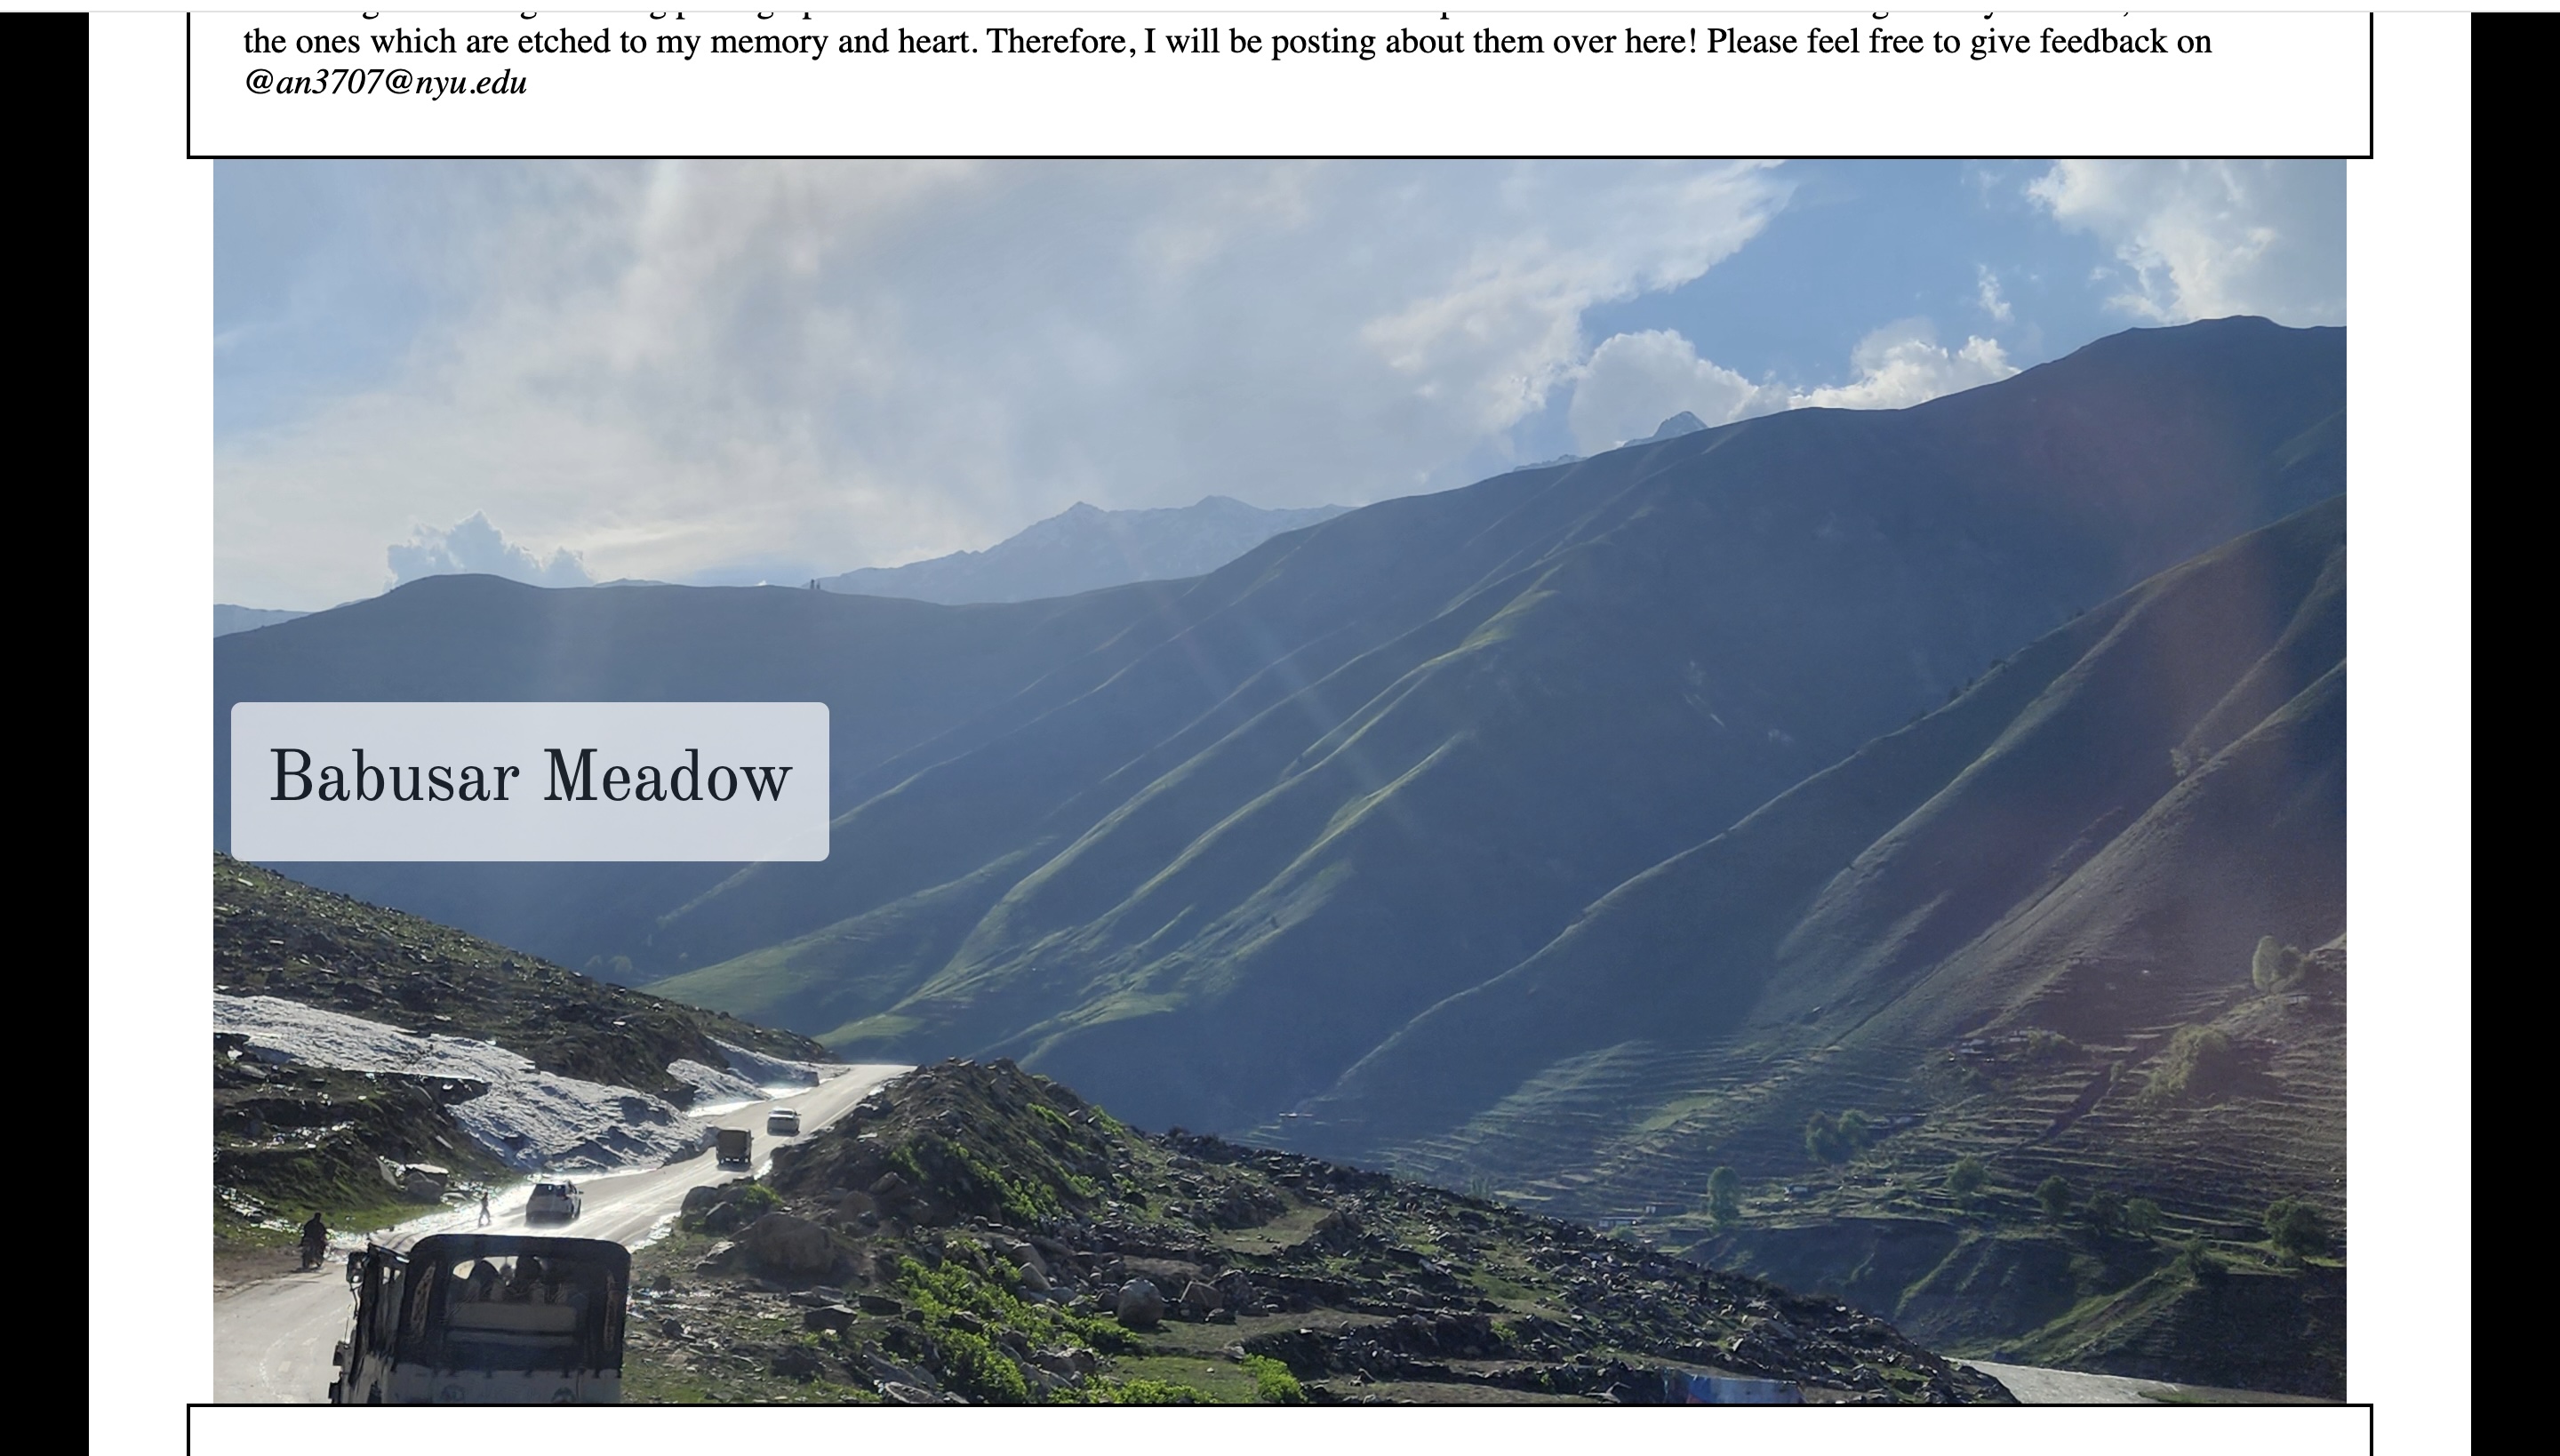 the ones which are etched to my memory and heart. Therefore, I will be posting about them over here! Please feel free to give feedback on
@an3707@nyu.edu
Babusar Meadow